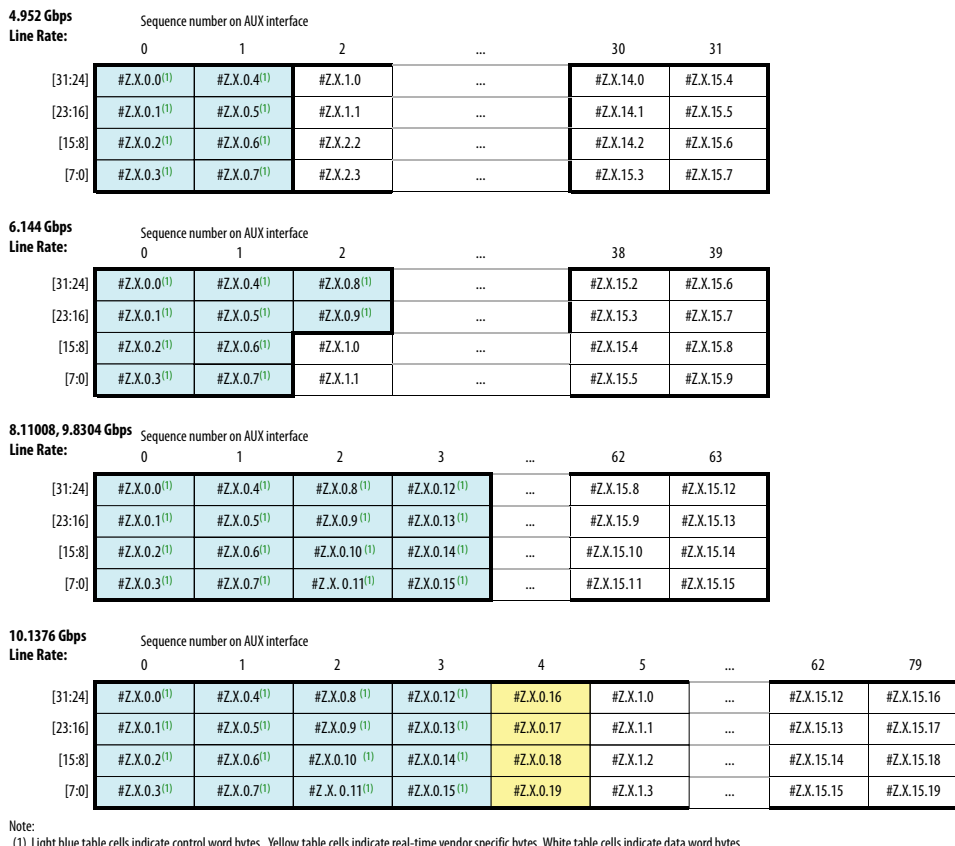 4.952 Gbps
Line Rate:
Sequence number on AUX interface
0 1 2 ... 30 31
[31:24] #Z.X.0.0(1) #Z.X.0.4(1) #Z.X.1.0 ... #Z.X.14.0 #Z.X.15.4
[23:16] #Z.X.0.1(1) #Z.X.0.5(1) #Z.X.1.1 ... #Z.X.14.1 #Z.X.15.5
[15:8] #Z.X.0.2(1) #Z.X.0.6(1) #Z.X.2.2 ... #Z.X.14.2 #Z.X.15.6
[7:0] #Z.X.0.3(1) #Z.X.0.7(1) #Z.X.2.3 ... #Z.X.15.3 #Z.X.15.7
6.144 Gbps
Line Rate:
Sequence number on AUX interface
0 1 2 ... 38 39
[31:24] #Z.X.0.0(1) #Z.X.0.4(1) #Z.X.0.8(1) ... #Z.X.15.2 #Z.X.15.6
[23:16] #Z.X.0.1(1) #Z.X.0.5(1) #Z.X.0.9(1) ... #Z.X.15.3 #Z.X.15.7
[15:8] #Z.X.0.2(1) #Z.X.0.6(1) #Z.X.1.0 ... #Z.X.15.4 #Z.X.15.8
[7:0] #Z.X.0.3(1) #Z.X.0.7(1) #Z.X.1.1 ... #Z.X.15.5 #Z.X.15.9
8.11008, 9.8304 Gbps
Line Rate:
Sequence number on AUX interface
0 1 2 3 ... 62 63
[31:24] #Z.X.0.0(1) #Z.X.0.4(1) #Z.X.0.8 (1) #Z.X.0.12(1) ... #Z.X.15.8 #Z.X.15.12
[23:16] #Z.X.0.1(1) #Z.X.0.5(1) #Z.X.0.9 (1) #Z.X.0.13(1) ... #Z.X.15.9 #Z.X.15.13
[15:8] #Z.X.0.2(1) #Z.X.0.6(1) #Z.X.0.10 (1) #Z.X.0.14(1) ... #Z.X.15.10 #Z.X.15.14
[7:0] #Z.X.0.3(1) #Z.X.0.7(1) #Z .X. 0.11(1) #Z.X.0.15(1) ... #Z.X.15.11 #Z.X.15.15
10.1376 Gbps
Line Rate:
Sequence number on AUX interface
0 1 2 3 4 5 ... 62 79
[31:24] #Z.X.0.0(1) #Z.X.0.4(1) #Z.X.0.8 (1) #Z.X.0.12(1) #Z.X.0.16 #Z.X.1.0 ... #Z.X.15.12 #Z.X.15.16
[23:16] #Z.X.0.1(1) #Z.X.0.5(1) #Z.X.0.9 (1) #Z.X.0.13(1) #Z.X.0.17 #Z.X.1.1 ... #Z.X.15.13 #Z.X.15.17
[15:8] #Z.X.0.2(1) #Z.X.0.6(1) #Z.X.0.10 (1) #Z.X.0.14(1) #Z.X.0.18 #Z.X.1.2 ... #Z.X.15.14 #Z.X.15.18
[7:0] #Z.X.0.3(1) #Z.X.0.7(1) #Z .X. 0.11(1) #Z.X.0.15(1) #Z.X.0.19 #Z.X.1.3 ... #Z.X.15.15 #Z.X.15.19
Note:
(1) Light blue table cells indicate control word bytes. Yellow table cells indicate real-time vendor specific bytes. White table cells indicate data word bytes